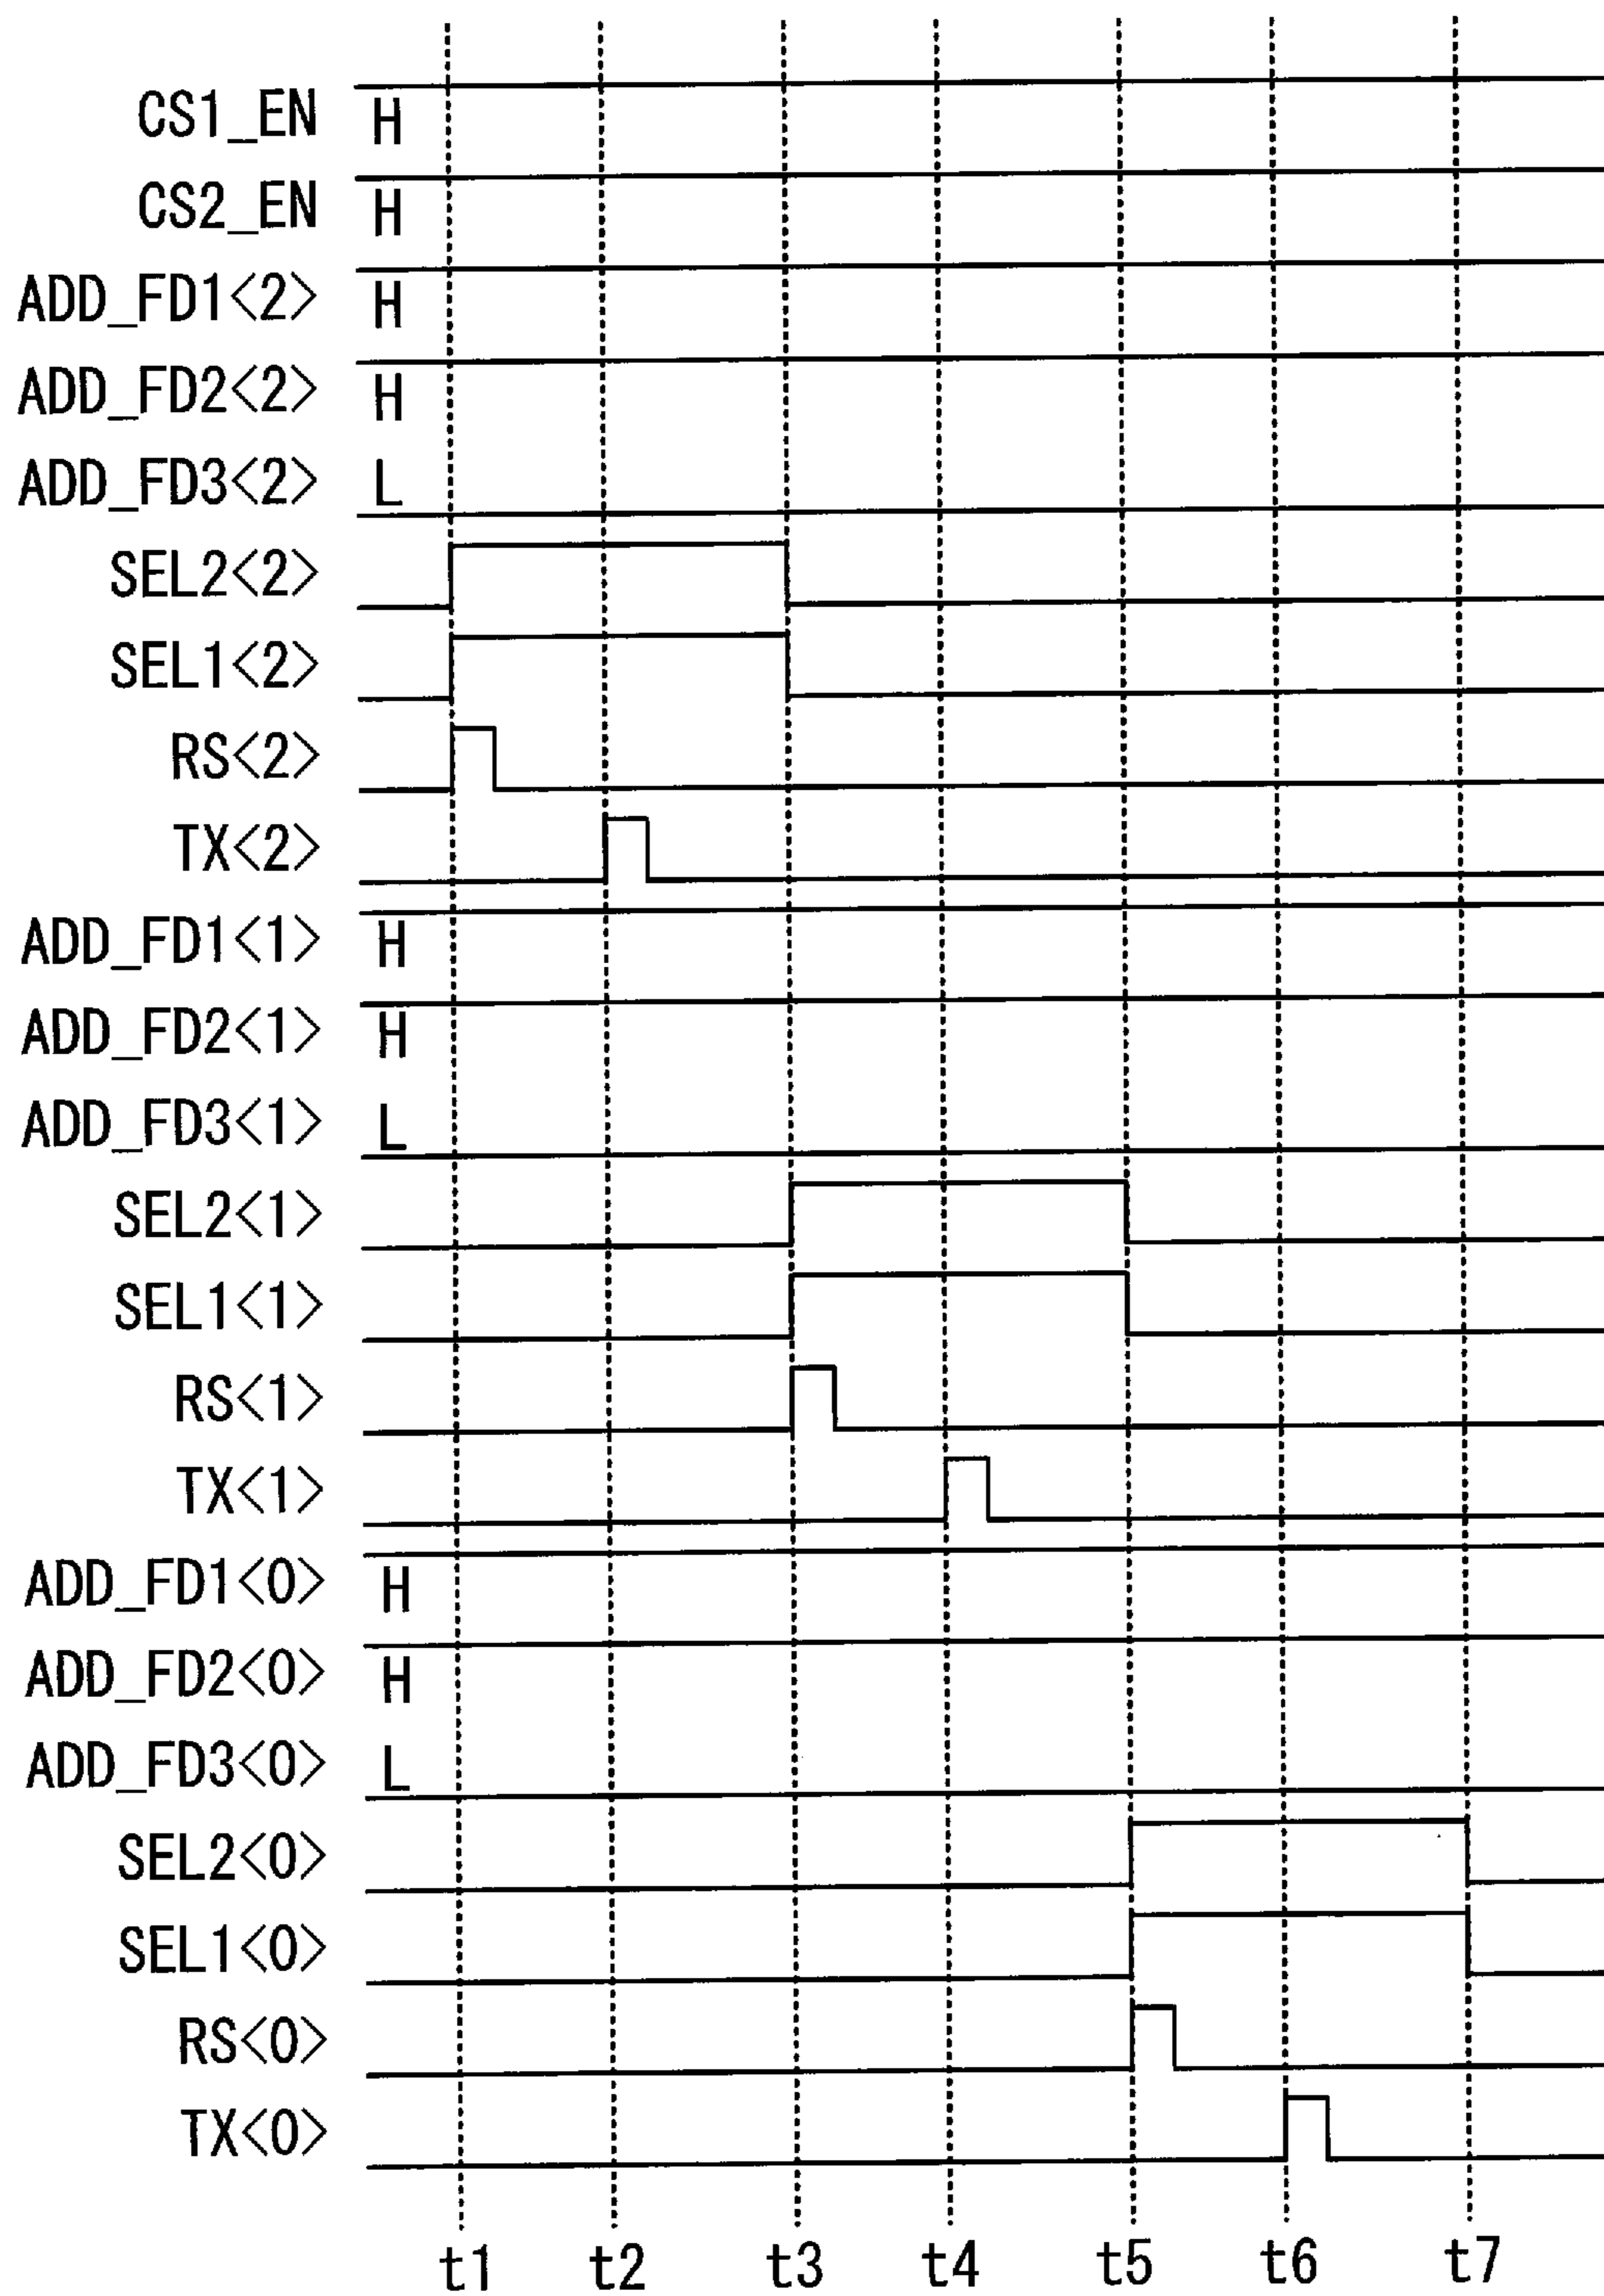 CS1_EN H
CS2_EN H
ADD_FD1<2> H
ADD_FD2<2> H
ADD_FD3<2> L
SEL2<2>
SEL1<2>
RS<2>
TX<2>
ADD_FD1<1> H
ADD_FD2<1> H
ADD_FD3<1> L
SEL2<1>
SEL1<1>
RS<1>
TX<1>
ADD_FD1<0> H
ADD_FD2<0> H
ADD_FD3<0> L
SEL2<0>
SEL1<0>
RS<0>
TX<0>
t1 t2 t3 t4 t5 t6 t7